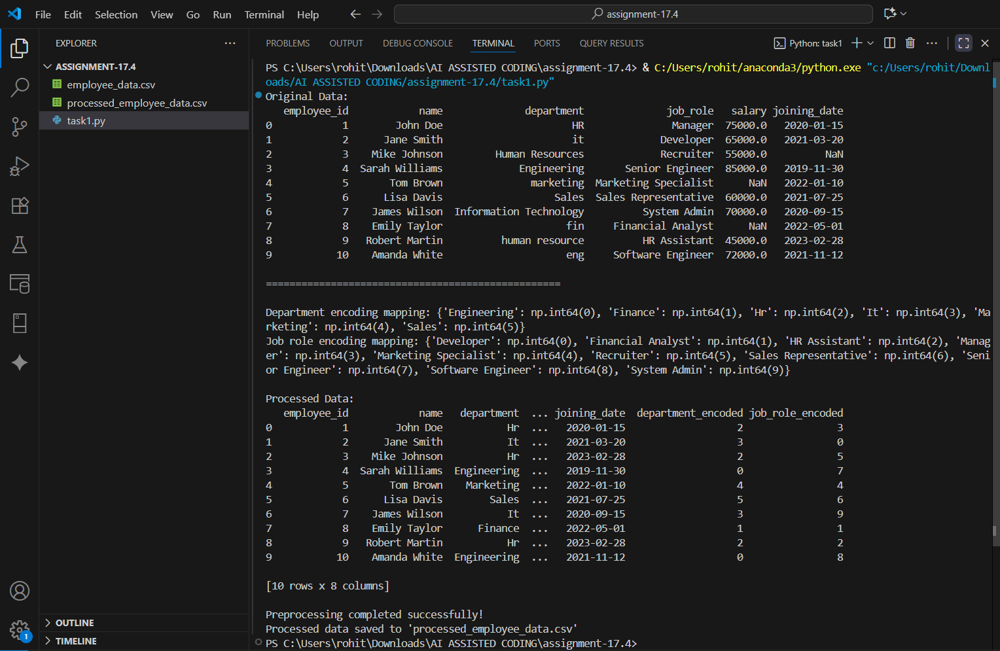 File Edit Selection View Go Run Terminal Help
assignment-17.4
EXPLORER
ASSIGNMENT-17.4
employee_data.csv
processed_employee_data.csv
task1.py
OUTLINE
TIMELINE
1
PROBLEMS OUTPUT DEBUG CONSOLE TERMINAL PORTS QUERY RESULTS
Python: task1
PS C:\Users\rohit\Downloads\AI ASSISTED CODING\assignment-17.4> & C:/Users/rohit/anaconda3/python.exe "c:/Users/rohit/Downl
oads/AI ASSISTED CODING/assignment-17.4/task1.py"
Original Data:
employee_id name department job_role salary joining_date
0 1 John Doe HR Manager 75000.0 2020-01-15
1 2 Jane Smith it Developer 65000.0 2021-03-20
2 3 Mike Johnson Human Resources Recruiter 55000.0 NaN
3 4 Sarah Williams Engineering Senior Engineer 85000.0 2019-11-30
4 5 Tom Brown marketing Marketing Specialist NaN 2022-01-10
5 6 Lisa Davis Sales Sales Representative 60000.0 2021-07-25
6 7 James Wilson Information Technology System Admin 70000.0 2020-09-15
7 8 Emily Taylor fin Financial Analyst NaN 2022-05-01
8 9 Robert Martin human resource HR Assistant 45000.0 2023-02-28
9 10 Amanda White eng Software Engineer 72000.0 2021-11-12
==================================================
Department encoding mapping: {'Engineering': np.int64(0), 'Finance': np.int64(1), 'Hr': np.int64(2), 'It': np.int64(3), 'Ma
rketing': np.int64(4), 'Sales': np.int64(5)}
Job role encoding mapping: {'Developer': np.int64(0), 'Financial Analyst': np.int64(1), 'HR Assistant': np.int64(2), 'Manag
er': np.int64(3), 'Marketing Specialist': np.int64(4), 'Recruiter': np.int64(5), 'Sales Representative': np.int64(6), 'Seni
or Engineer': np.int64(7), 'Software Engineer': np.int64(8), 'System Admin': np.int64(9)}
Processed Data:
employee_id name department ... joining_date department_encoded job_role_encoded
0 1 John Doe Hr ... 2020-01-15 2 3
1 2 Jane Smith It ... 2021-03-20 3 0
2 3 Mike Johnson Hr ... 2023-02-28 2 5
3 4 Sarah Williams Engineering ... 2019-11-30 0 7
4 5 Tom Brown Marketing ... 2022-01-10 4 4
5 6 Lisa Davis Sales ... 2021-07-25 5 6
6 7 James Wilson It ... 2020-09-15 3 9
7 8 Emily Taylor Finance ... 2022-05-01 1 1
8 9 Robert Martin Hr ... 2023-02-28 2 2
9 10 Amanda White Engineering ... 2021-11-12 0 8
[10 rows x 8 columns]
Preprocessing completed successfully!
Processed data saved to 'processed_employee_data.csv'
PS C:\Users\rohit\Downloads\AI ASSISTED CODING\assignment-17.4>